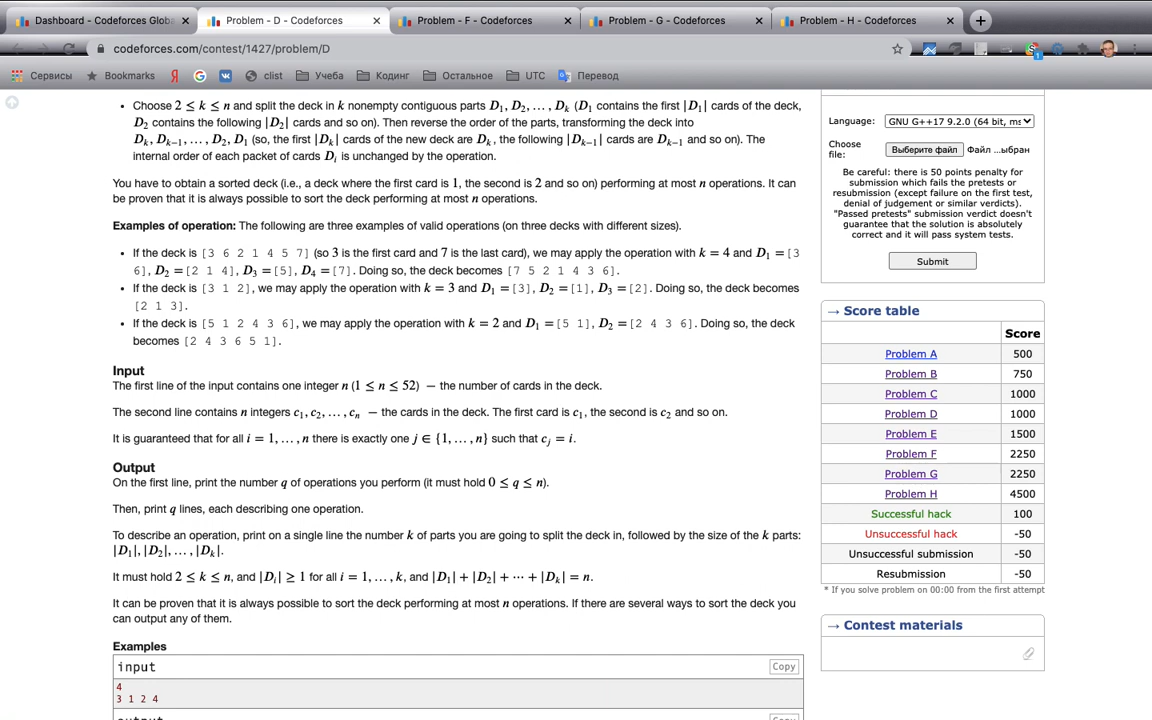 Dashboard - Codeforces Globa
Problem - D - Codeforces
Problem - F - Codeforces
Problem - G - Codeforces
Problem - H - Codeforces
codeforces.com/contest/1427/problem/D
Сервисы
Bookmarks
clist
Учеба
Кодинг
Остальное
UTC
Перевод
• Choose 2 ≤ k ≤ n and split the deck in k nonempty contiguous parts D1, D2, … , Dk (D1 contains the first |D1| cards of the deck,
D2 contains the following |D2| cards and so on). Then reverse the order of the parts, transforming the deck into
Dk, Dk−1, … , D2, D1 (so, the first |Dk| cards of the new deck are Dk, the following |Dk−1| cards are Dk−1 and so on). The
internal order of each packet of cards Di is unchanged by the operation.
You have to obtain a sorted deck (i.e., a deck where the first card is 1, the second is 2 and so on) performing at most n operations. It can
be proven that it is always possible to sort the deck performing at most n operations.
Examples of operation: The following are three examples of valid operations (on three decks with different sizes).
• If the deck is [3 6 2 1 4 5 7] (so 3 is the first card and 7 is the last card), we may apply the operation with k = 4 and D1 = [3
6], D2 = [2 1 4], D3 = [5], D4 = [7]. Doing so, the deck becomes [7 5 2 1 4 3 6].
• If the deck is [3 1 2], we may apply the operation with k = 3 and D1 = [3], D2 = [1], D3 = [2]. Doing so, the deck becomes
[2 1 3].
• If the deck is [5 1 2 4 3 6], we may apply the operation with k = 2 and D1 = [5 1], D2 = [2 4 3 6]. Doing so, the deck
becomes [2 4 3 6 5 1].
Input
The first line of the input contains one integer n (1 ≤ n ≤ 52) — the number of cards in the deck.
The second line contains n integers c1, c2, … , cn — the cards in the deck. The first card is c1, the second is c2 and so on.
It is guaranteed that for all i = 1, … , n there is exactly one j ∈ {1, … , n} such that cj = i.
Output
On the first line, print the number q of operations you perform (it must hold 0 ≤ q ≤ n).
Then, print q lines, each describing one operation.
To describe an operation, print on a single line the number k of parts you are going to split the deck in, followed by the size of the k parts:
|D1|, |D2|, … , |Dk|.
It must hold 2 ≤ k ≤ n, and |Di| ≥ 1 for all i = 1, … , k, and |D1| + |D2| + ⋯ + |Dk| = n.
It can be proven that it is always possible to sort the deck performing at most n operations. If there are several ways to sort the deck you
can output any of them.
Examples
input
Copy
4
3 1 2 4
Language:
GNU G++17 9.2.0 (64 bit, ms
Choose
file:
Выберите файл
Файл ...ыбран
Be careful: there is 50 points penalty for
submission which fails the pretests or
resubmission (except failure on the first test,
denial of judgement or similar verdicts).
"Passed pretests" submission verdict doesn't
guarantee that the solution is absolutely
correct and it will pass system tests.
Submit
→ Score table
Score
Problem A 500
Problem B 750
Problem C 1000
Problem D 1000
Problem E 1500
Problem F 2250
Problem G 2250
Problem H 4500
Successful hack 100
Unsuccessful hack -50
Unsuccessful submission -50
Resubmission -50
* If you solve problem on 00:00 from the first attempt
→ Contest materials